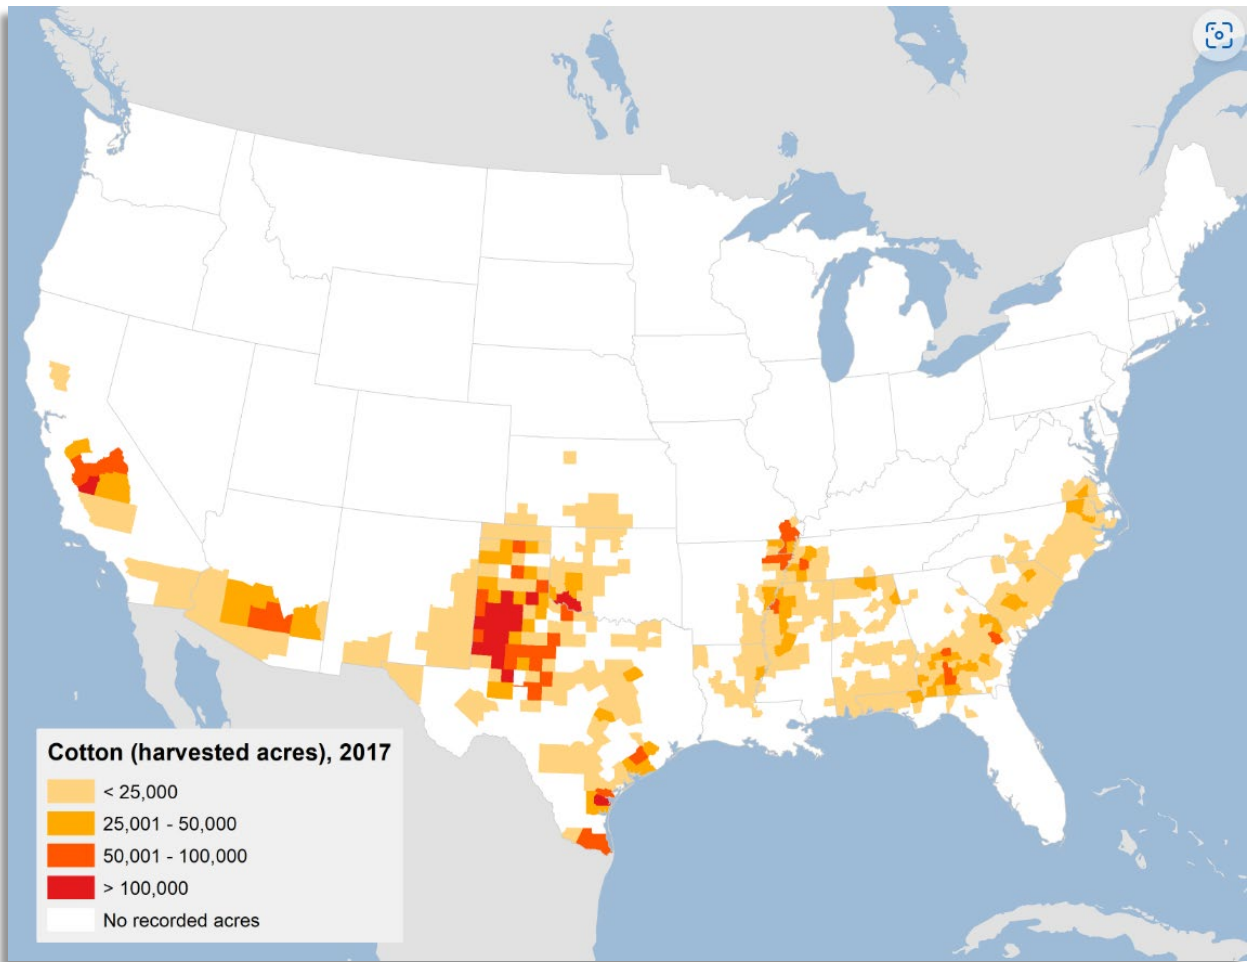 Cotton (harvested acres), 2017
< 25,000
25,001 - 50,000
50,001 - 100,000
> 100,000
No recorded acres